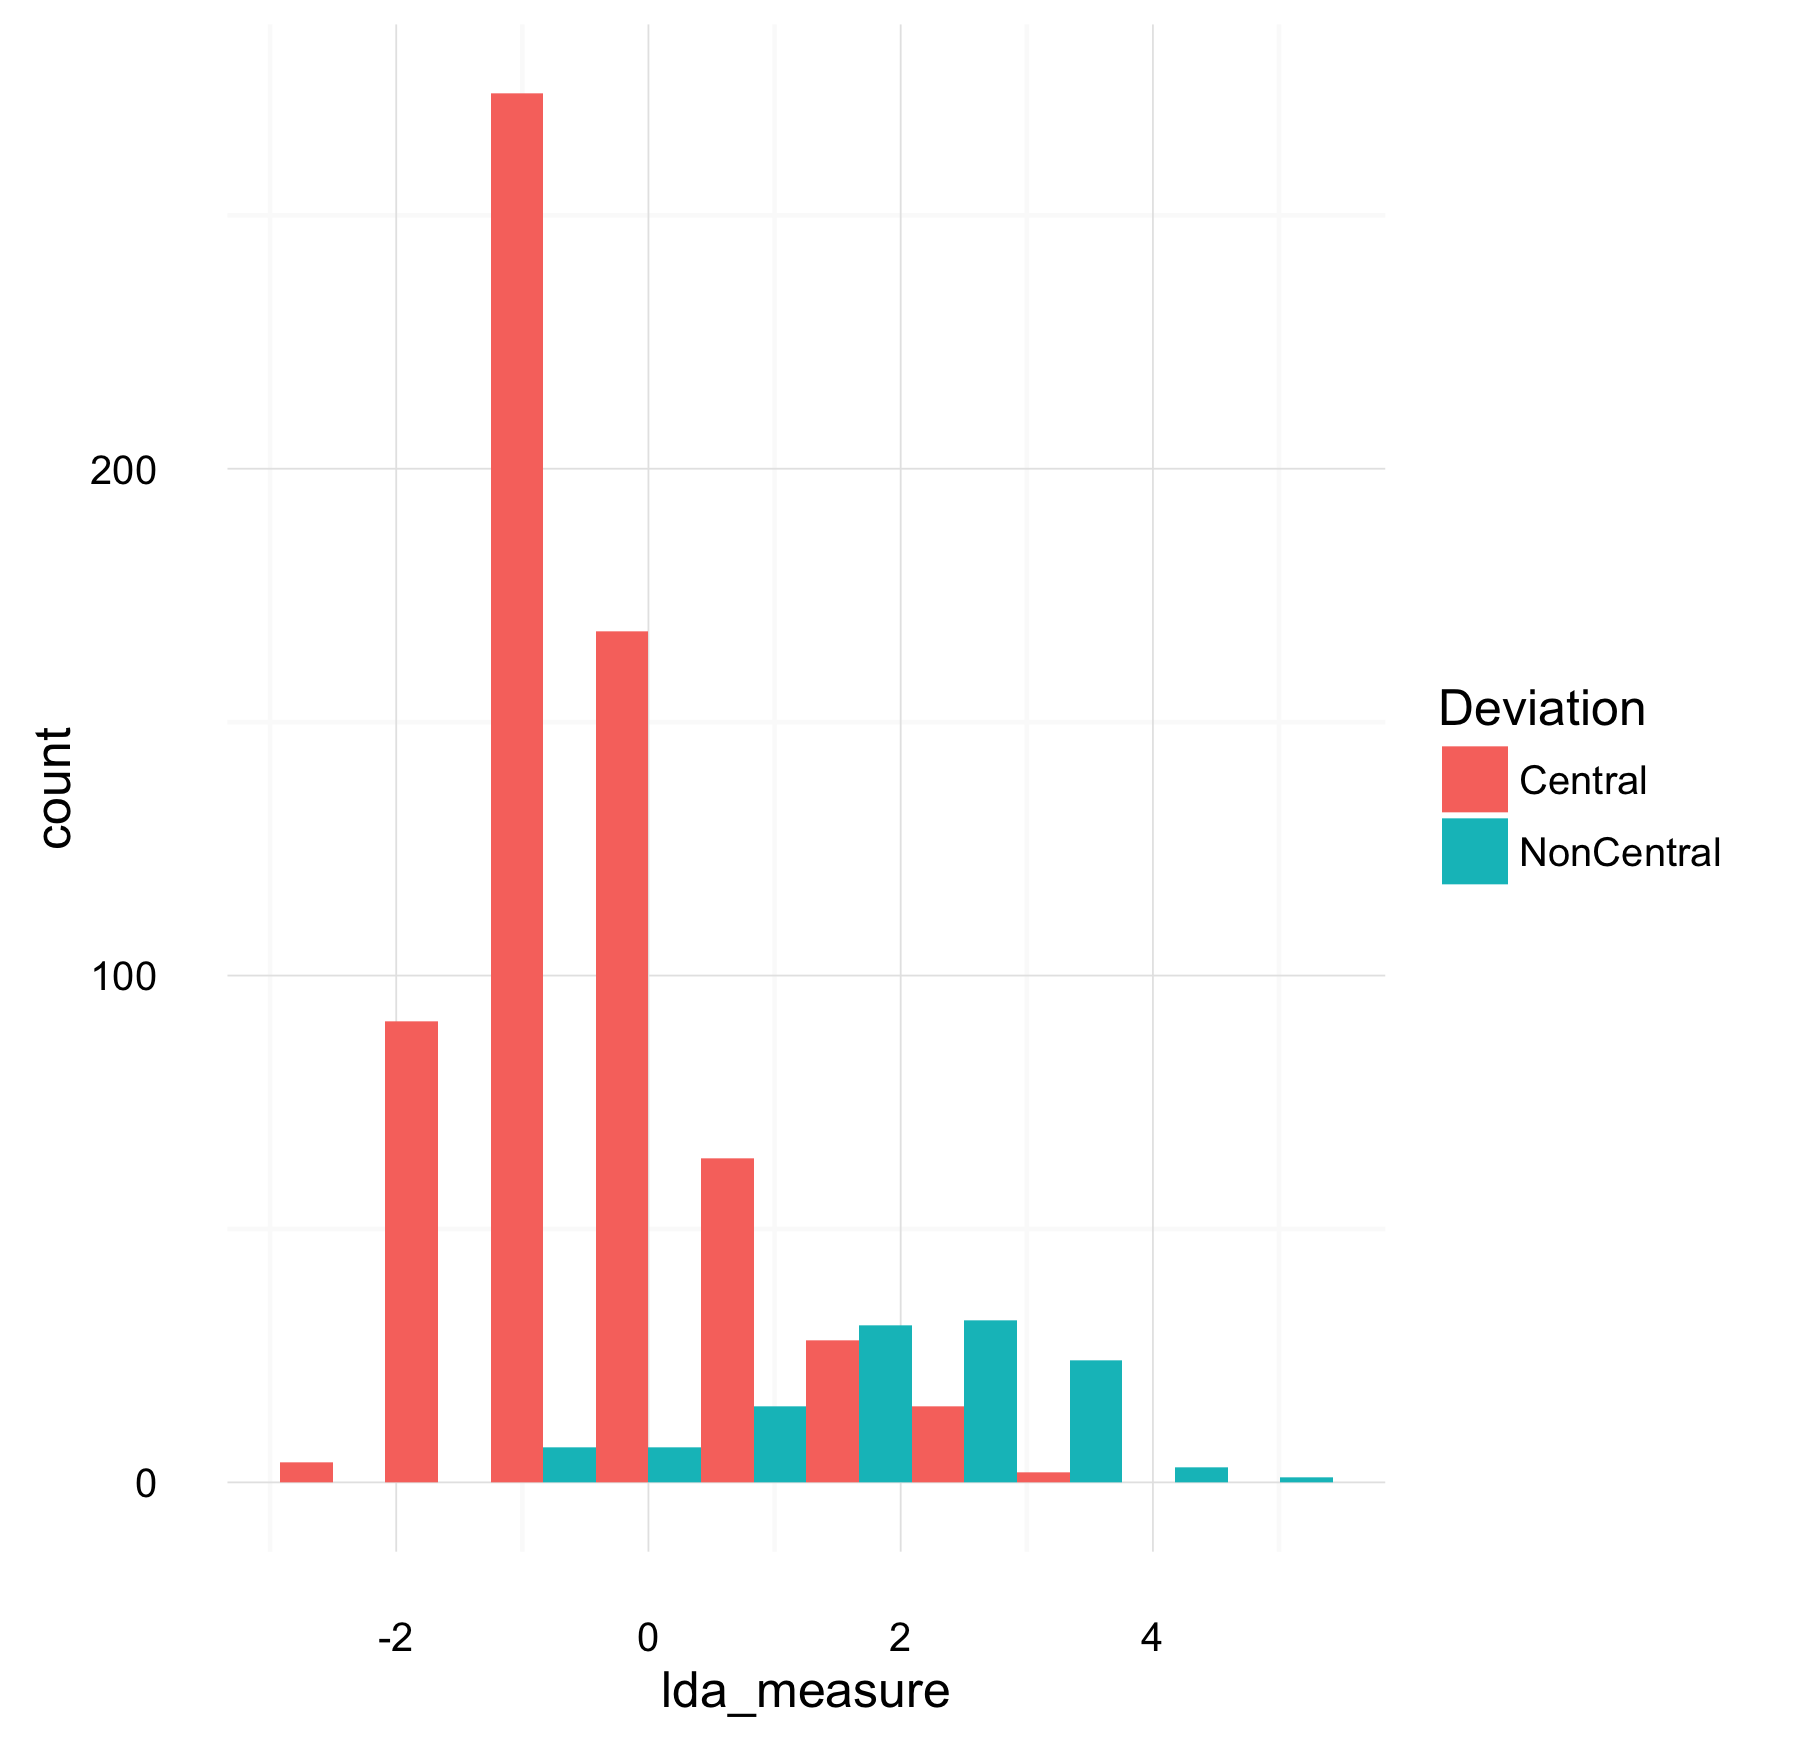 count
200
100
0
-2 0 2 4
lda_measure
Deviation
Central
NonCentral